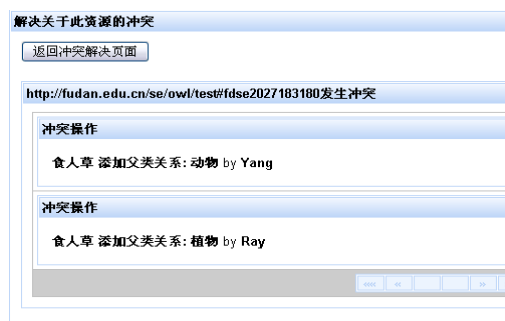 解决关于此资源的冲突
返回冲突解决页面
http://fudan.edu.cn/se/owl/test#fdse2027183180发生冲突
冲突操作
食人草 添加父类关系: 动物 by Yang
冲突操作
食人草 添加父类关系: 植物 by Ray